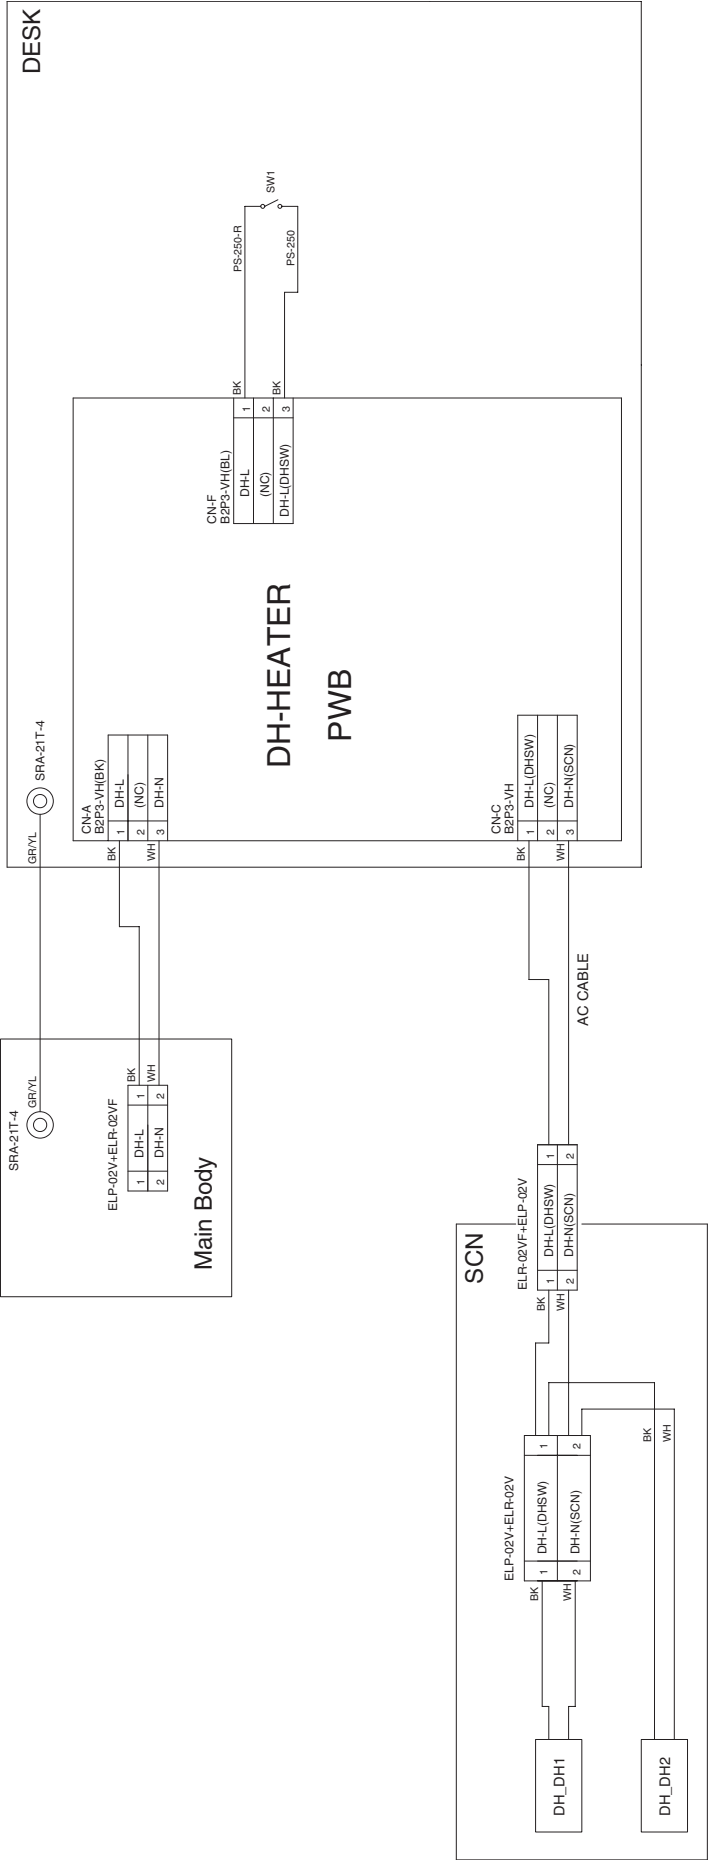 DESK
SW1
PS-250-R
PS-250
BK
BK
1
2
3
CN-F
B2P3-VH(BL)
DH-L
(NC)
DH-L(DHSW)
DH-HEATER
PWB
SRA-21T-4
GR/YL
CN-A
B2P3-VH(BK)
DH-L
(NC)
DH-N
1
2
3
BK
WH
CN-C
B2P3-VH
DH-L(DHSW)
(NC)
DH-N(SCN)
1
2
3
BK
WH
AC CABLE
SRA-21T-4
GR/YL
BK
WH
ELP-02V+ELR-02VF
1 DH-L 1
2 DH-N 2
Main Body
SCN
ELR-02VF+ELP-02V
1 DH-L(DHSW) 1
2 DH-N(SCN) 2
BK
WH
ELP-02V+ELR-02V
1 DH-L(DHSW) 1
2 DH-N(SCN) 2
BK
WH
BK
WH
DH_DH1
DH_DH2